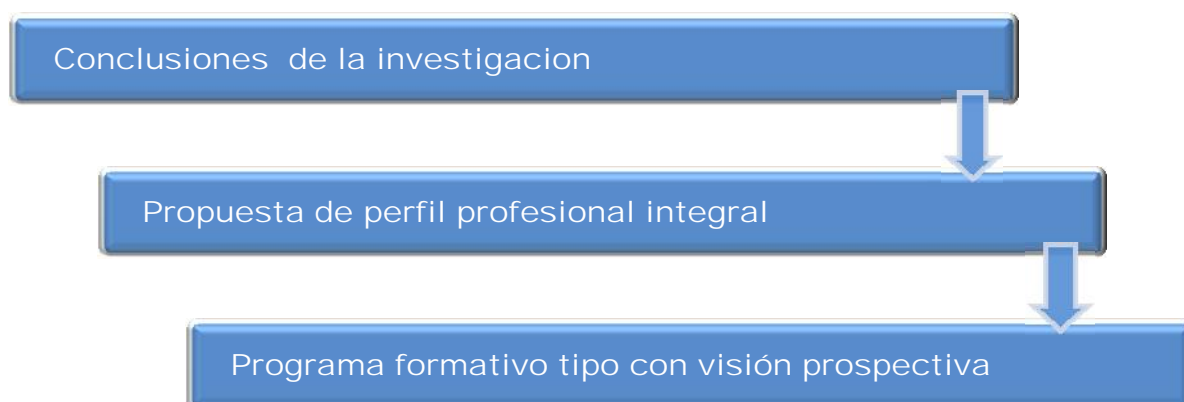 Conclusiones de la investigacion
Propuesta de perfil profesional integral
Programa formativo tipo con visión prospectiva